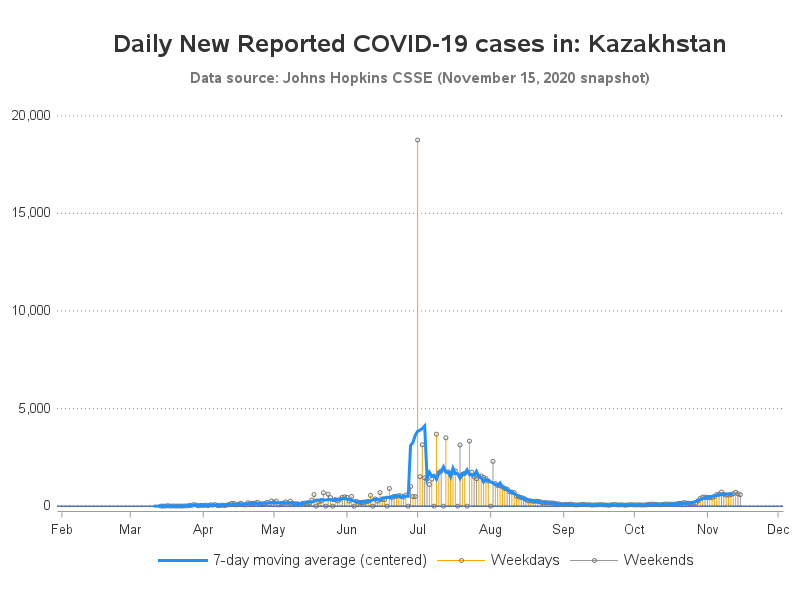 Daily New Reported COVID-19 cases in: Kazakhstan
Data source: Johns Hopkins CSSE (November 15, 2020 snapshot)
20,000
15,000
10,000
5,000
0
Feb Mar Apr May Jun Jul Aug Sep Oct Nov Dec
7-day moving average (centered) Weekdays Weekends